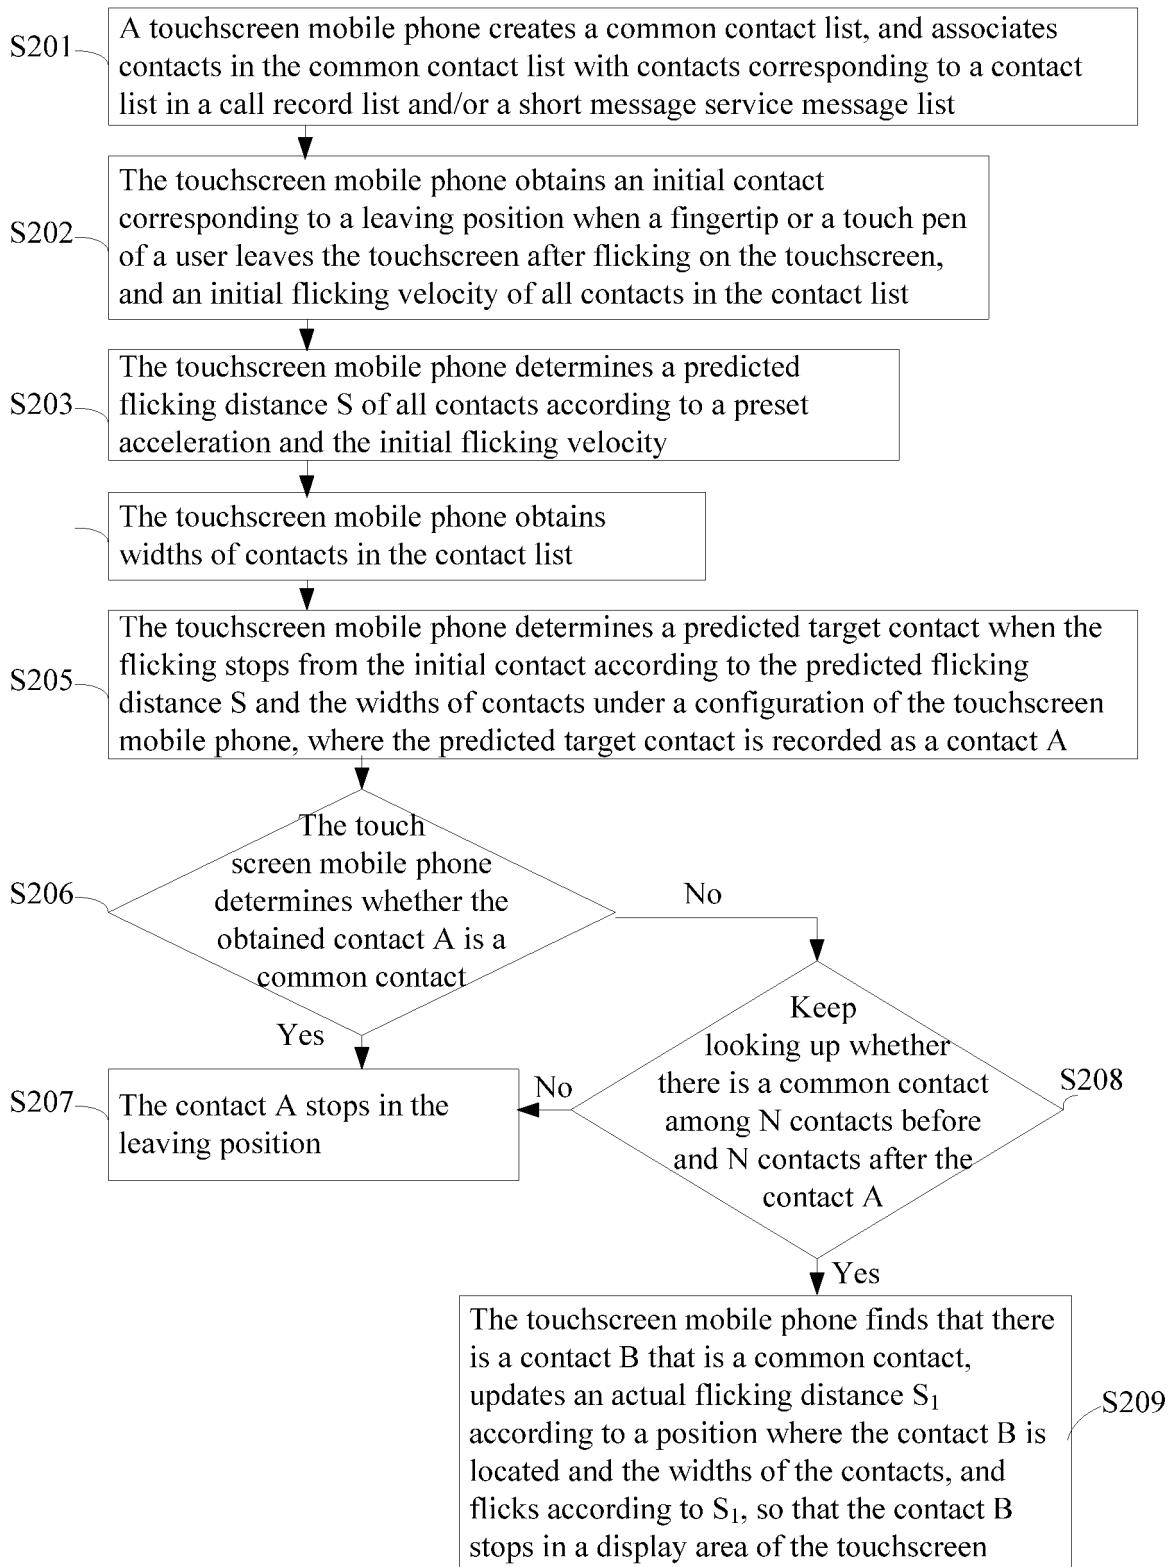 S201
A touchscreen mobile phone creates a common contact list, and associates
contacts in the common contact list with contacts corresponding to a contact
list in a call record list and/or a short message service message list
S202
The touchscreen mobile phone obtains an initial contact
corresponding to a leaving position when a fingertip or a touch pen
of a user leaves the touchscreen after flicking on the touchscreen,
and an initial flicking velocity of all contacts in the contact list
S203
The touchscreen mobile phone determines a predicted
flicking distance S of all contacts according to a preset
acceleration and the initial flicking velocity
The touchscreen mobile phone obtains
widths of contacts in the contact list
S205
The touchscreen mobile phone determines a predicted target contact when the
flicking stops from the initial contact according to the predicted flicking
distance S and the widths of contacts under a configuration of the touchscreen
mobile phone, where the predicted target contact is recorded as a contact A
S206
The touch
screen mobile phone
determines whether the
obtained contact A is a
common contact
No
Yes
S207
The contact A stops in the
leaving position
No
S208
Keep
looking up whether
there is a common contact
among N contacts before
and N contacts after the
contact A
Yes
The touchscreen mobile phone finds that there
is a contact B that is a common contact,
updates an actual flicking distance S₁
according to a position where the contact B is
located and the widths of the contacts, and
flicks according to S₁, so that the contact B
stops in a display area of the touchscreen
S209